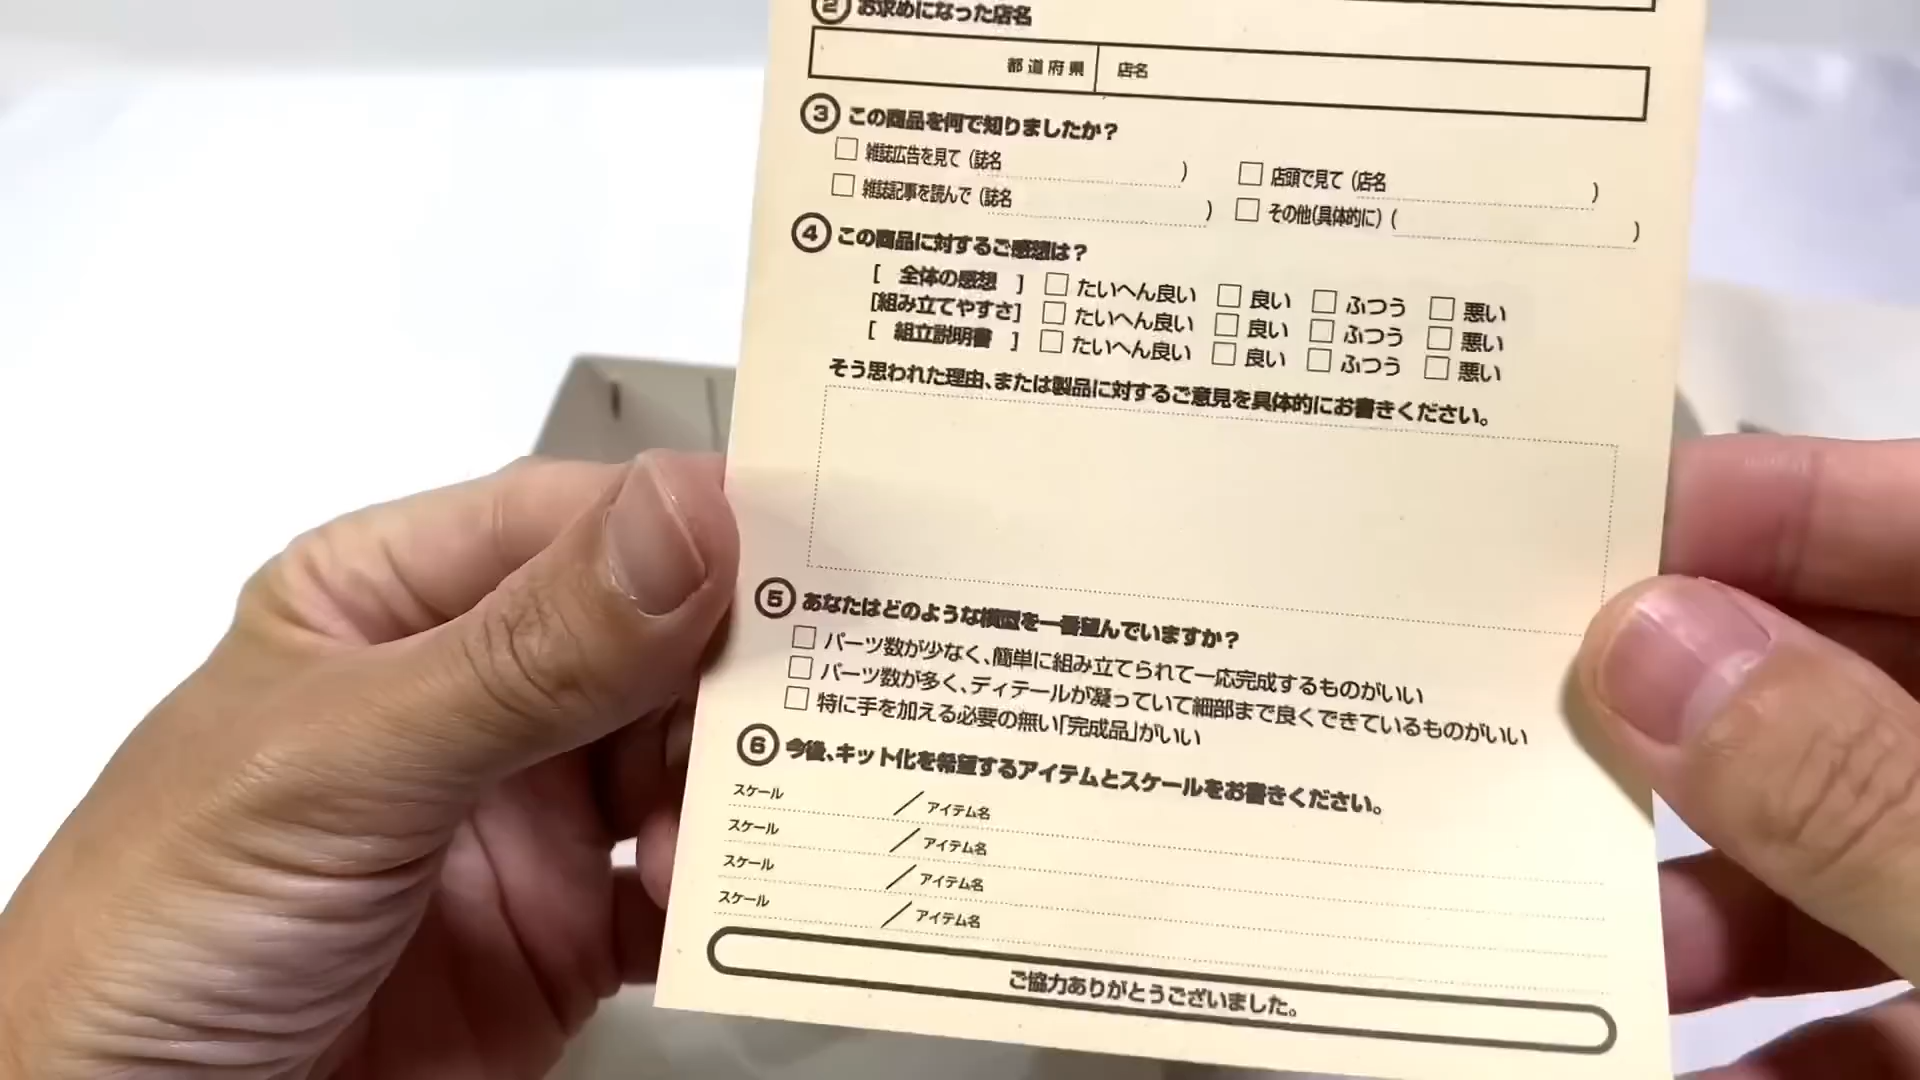 ② お求めになった店名
都道府県 店名
③ この商品を何で知りましたか?
□ 雑誌広告を見て(誌名 ) □ 店頭で見て(店名 )
□ 雑誌記事を読んで(誌名 ) □ その他(具体的に)( )
④ この商品に対するご感想は?
[ 全体の感想 ] □ たいへん良い □ 良い □ ふつう □ 悪い
[組み立てやすさ] □ たいへん良い □ 良い □ ふつう □ 悪い
[ 組立説明書 ] □ たいへん良い □ 良い □ ふつう □ 悪い
そう思われた理由、または製品に対するご意見を具体的にお書きください。
⑤ あなたはどのような模型を一番望んでいますか?
□ パーツ数が少なく、簡単に組み立てられて一応完成するものがいい
□ パーツ数が多く、ディテールが凝っていて細部まで良くできているものがいい
□ 特に手を加える必要の無い「完成品」がいい
⑥ 今後、キット化を希望するアイテムとスケールをお書きください。
スケール / アイテム名
スケール / アイテム名
スケール / アイテム名
スケール / アイテム名
ご協力ありがとうございました。